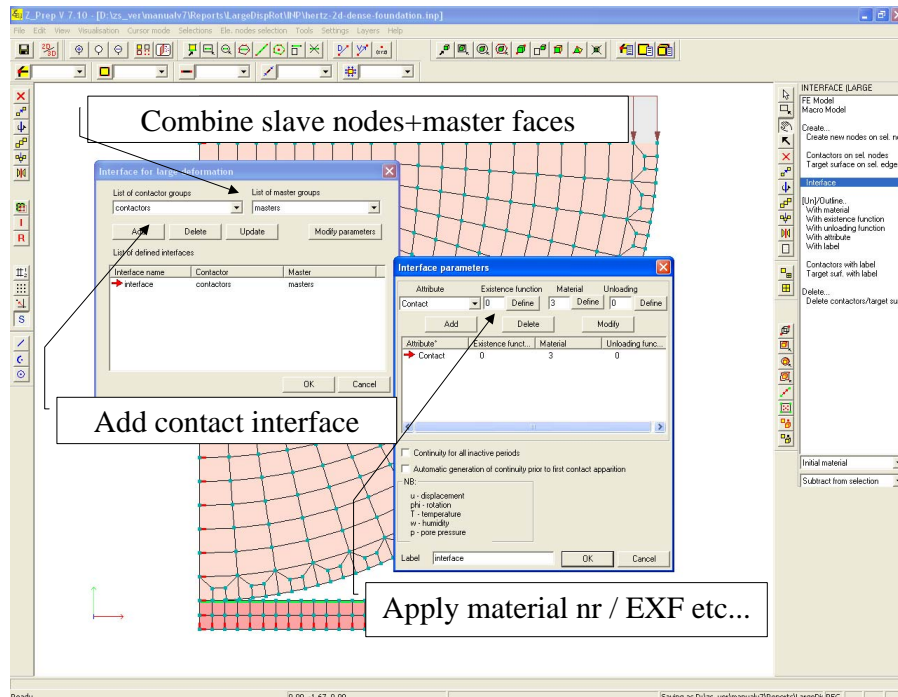 Z_Prep V 7.10 - [D:\zs_ver\manualv7\Reports\LargeDispRot\INP\hertz-2d-dense-foundation.inp]
File Edit View Visualisation Cursor mode Selections Ele. nodes selection Tools Settings Layers Help
Combine slave nodes+master faces
INTERFACE (LARGE
FE Model
Macro Model
Create...
Create new nodes on sel. no
Contactors on sel. nodes
Target surface on sel. edges
Interface
[Un]/Outline..
With material
With existence function
With unloading function
With attribute
With label
Contactors with label
Target surf. with label
Delete...
Delete contactors/target su
Initial material
Subtract from selection
Interface for large deformation
List of contactor groups
List of master groups
contactors
masters
Add
Delete
Update
Modify parameters
List of defined interfaces
Interface name Contactor Master
interface contactors masters
OK
Cancel
Interface parameters
Attribute Existence function Material Unloading
Contact 0 Define 3 Define 0 Define
Add
Delete
Modify
Attribute* Existence funct... Material Unloading func...
Contact 0 3 0
Continuity for all inactive periods
Automatic generation of continuity prior to first contact apparition
NB:
u - displacement
phi - rotation
T - temperature
w - humidity
p - pore pressure
Label interface
OK
Cancel
Add contact interface
Apply material nr / EXF etc...
I
R
S